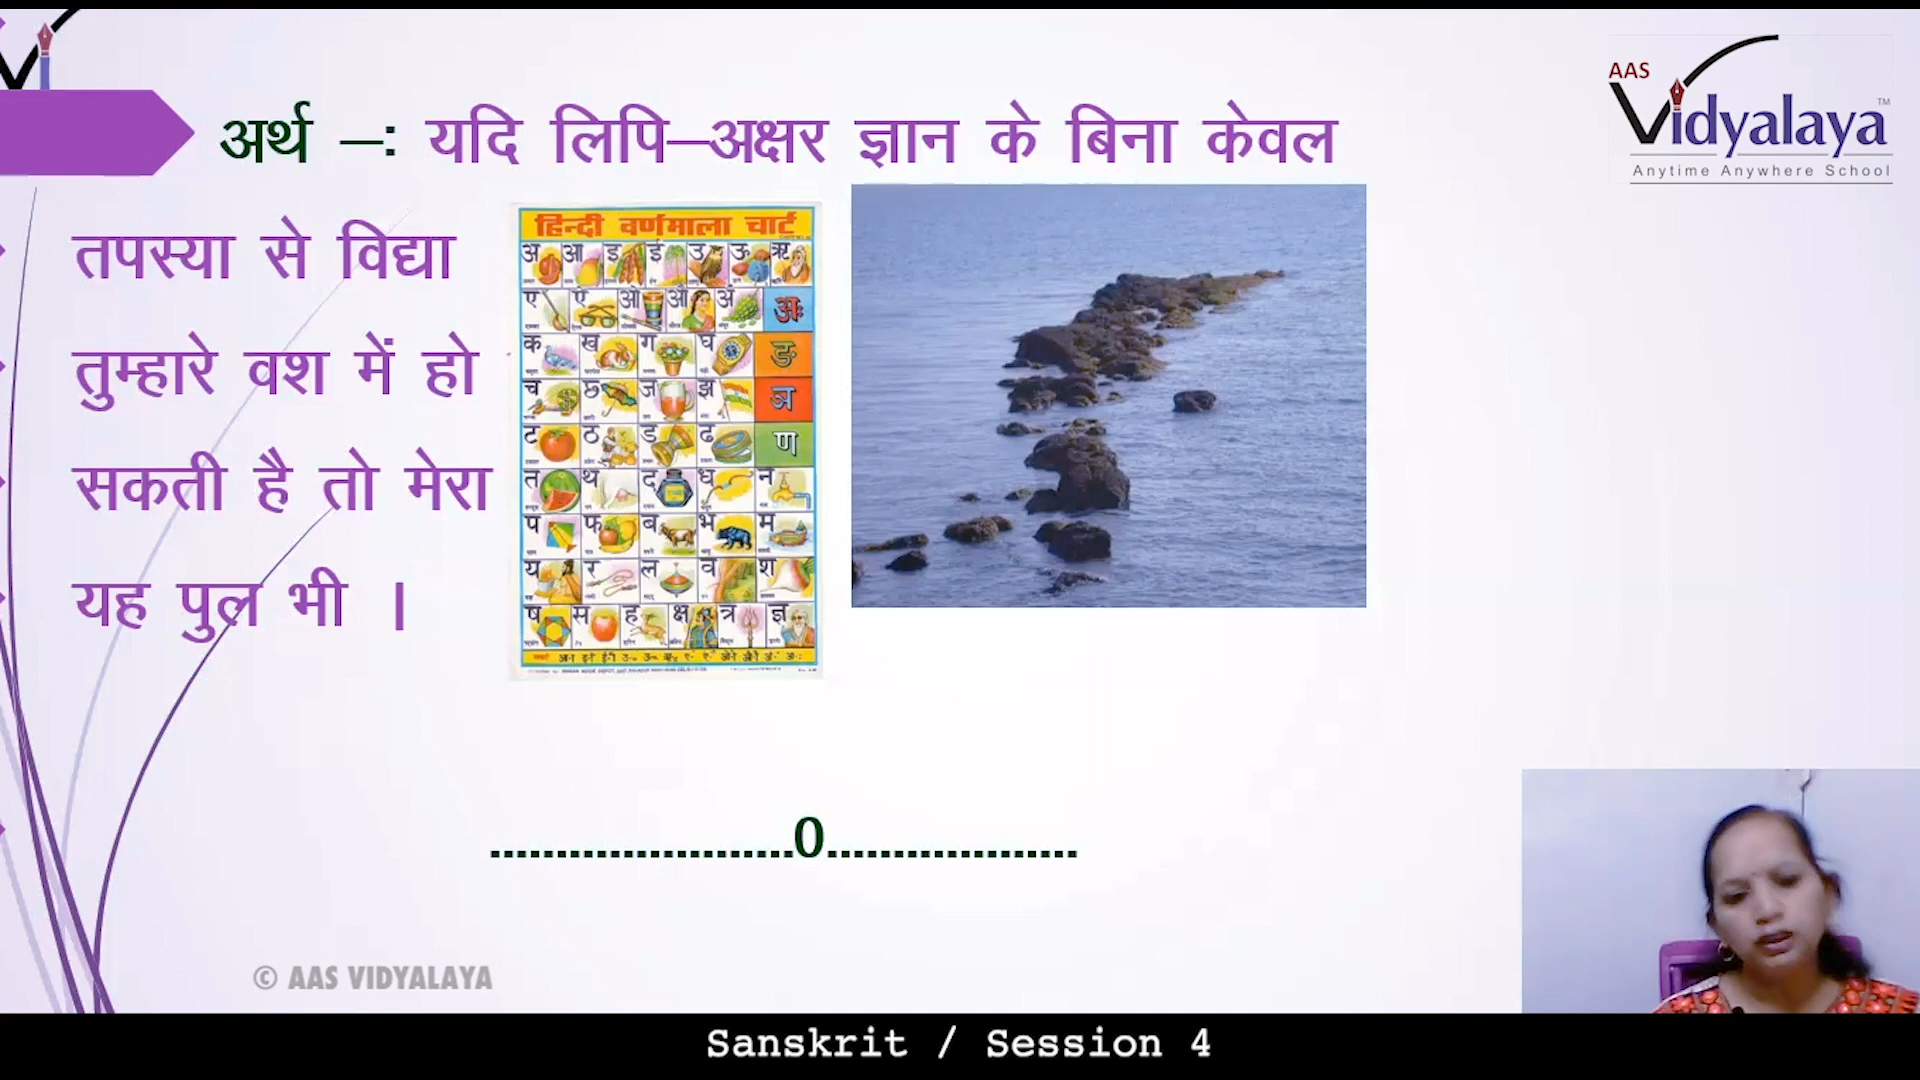 AAS
Vidyalaya™
Anytime Anywhere School
अर्थ –: यदि लिपि–अक्षर ज्ञान के बिना केवल
तपस्या से विद्या
तुम्हारे वश में हो
सकती है तो मेरा
यह पुल भी ।
हिन्दी वर्णमाला चार्ट
अ आ इ ई उ ऊ ऋ
ए ऐ ओ औ अं अः
क ख ग घ ङ
च छ ज झ ञ
ट ठ ड ढ ण
त थ द ध न
प फ ब भ म
य र ल व श
ष स ह क्ष त्र ज्ञ
.......................0...................
© AAS VIDYALAYA
Sanskrit / Session 4